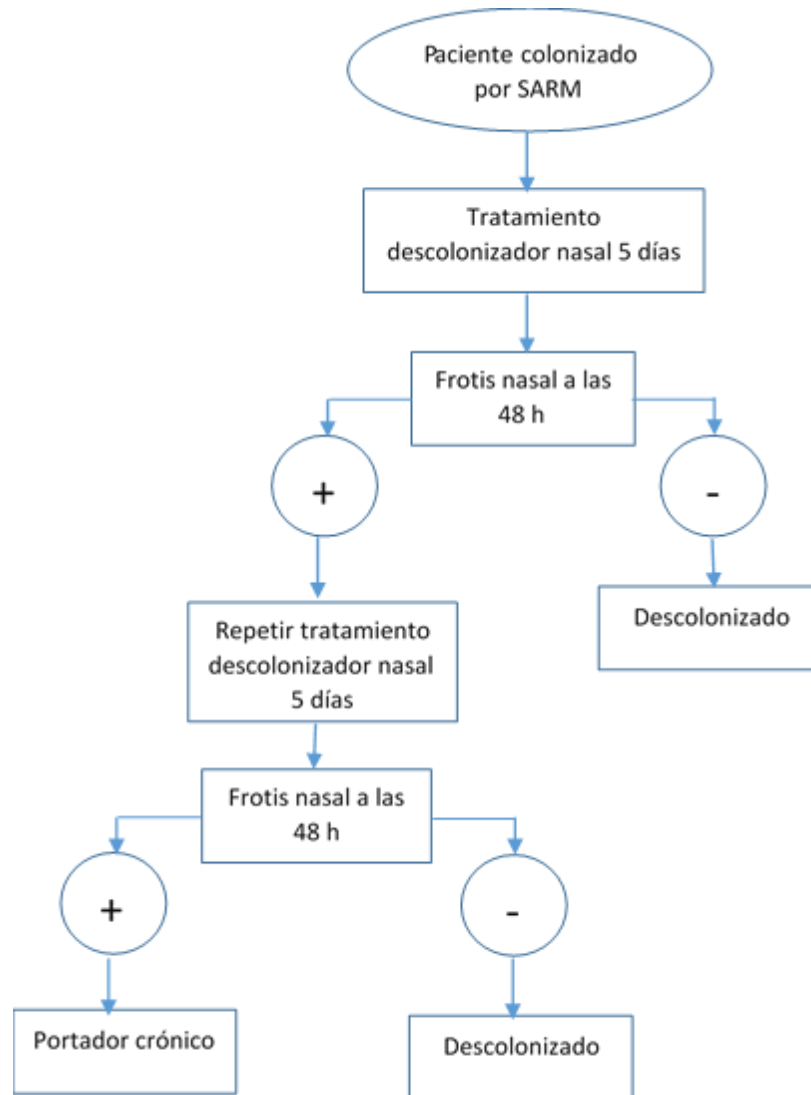 Paciente colonizado
por SARM
Tratamiento
descolonizador nasal 5 días
Frotis nasal a las
48 h
+
-
Repetir tratamiento
descolonizador nasal
5 días
Descolonizado
Frotis nasal a las
48 h
+
-
Portador crónico
Descolonizado